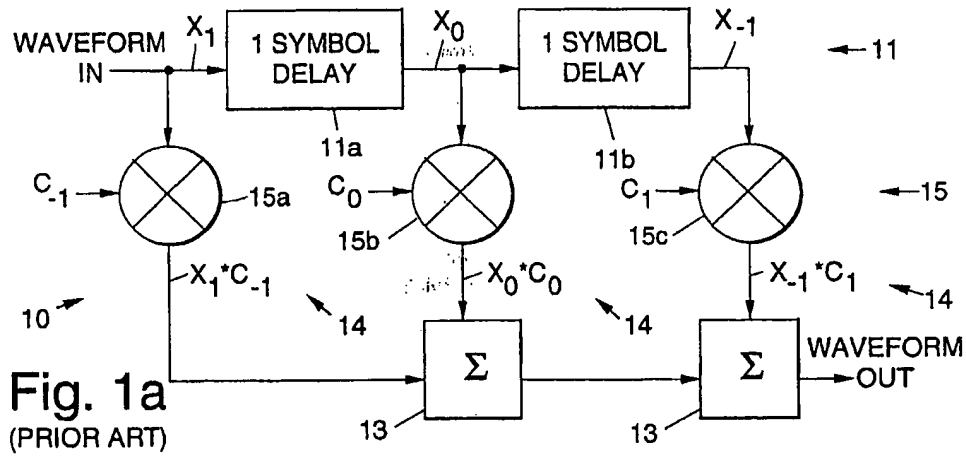 WAVEFORM
IN
X₁
1 SYMBOL
DELAY
11a
X₀
1 SYMBOL
DELAY
11b
X₋₁
11
C₋₁
15a
C₀
15b
C₁
15c
15
X₁*C₋₁
X₀*C₀
X₋₁*C₁
10
14
14
14
Σ
13
Σ
13
WAVEFORM
OUT
Fig. 1a
(PRIOR ART)